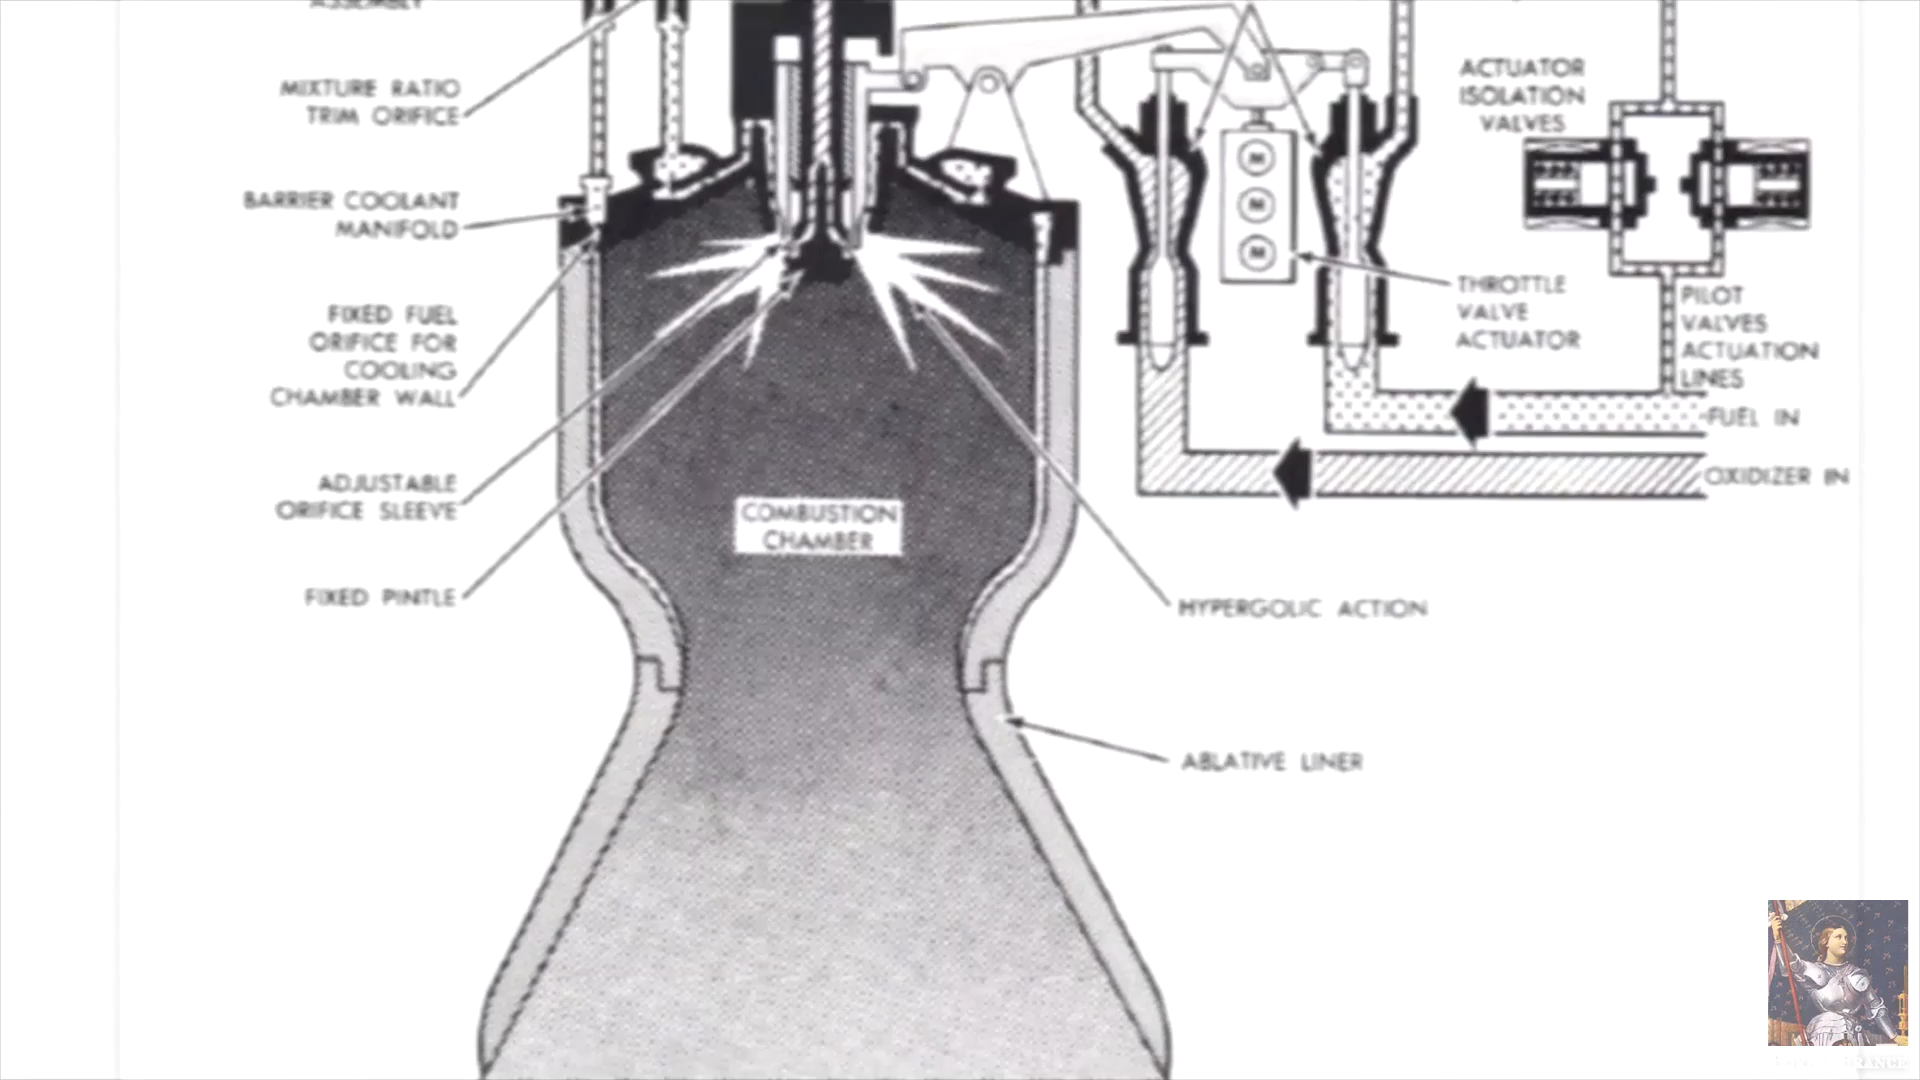 ASSEMBLY
MIXTURE RATIO
TRIM ORIFICE
BARRIER COOLANT
MANIFOLD
FIXED FUEL
ORIFICE FOR
COOLING
CHAMBER WALL
ADJUSTABLE
ORIFICE SLEEVE
FIXED PINTLE
COMBUSTION
CHAMBER
ACTUATOR
ISOLATION
VALVES
M
M
M
THROTTLE
VALVE
ACTUATOR
PILOT
VALVES
ACTUATION
LINES
FUEL IN
OXIDIZER IN
HYPERGOLIC ACTION
ABLATIVE LINER